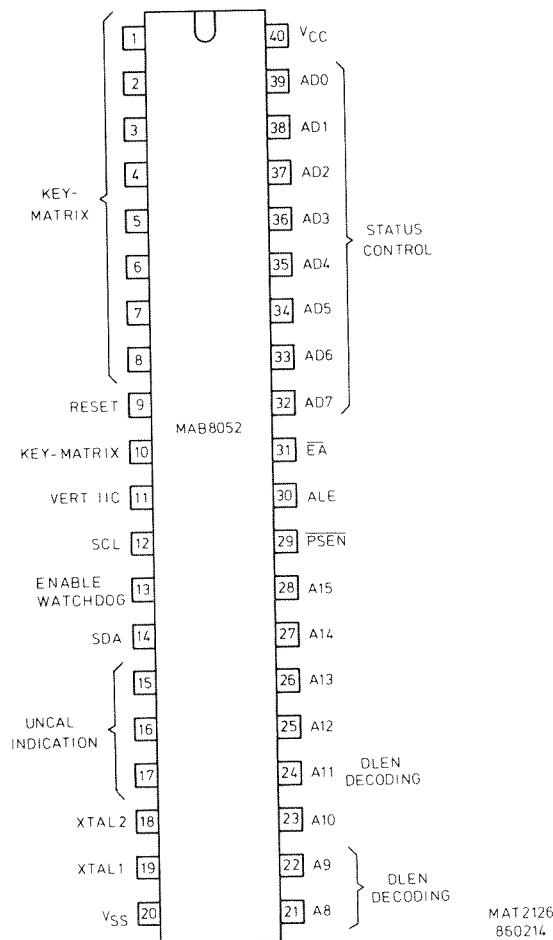 1
40 VCC
2
39 AD0
3
38 AD1
4
37 AD2
KEY-
MATRIX
5
36 AD3
STATUS
CONTROL
6
35 AD4
7
34 AD5
8
33 AD6
RESET 9
32 AD7
MAB8052
KEY-MATRIX 10
31 EA
VERT IIC 11
30 ALE
SCL 12
29 PSEN
ENABLE
WATCHDOG 13
28 A15
SDA 14
27 A14
15
26 A13
UNCAL
INDICATION
16
25 A12
17
24 A11 DLEN
DECODING
XTAL2 18
23 A10
XTAL1 19
22 A9
DLEN
DECODING
VSS 20
21 A8
MAT2126
860214